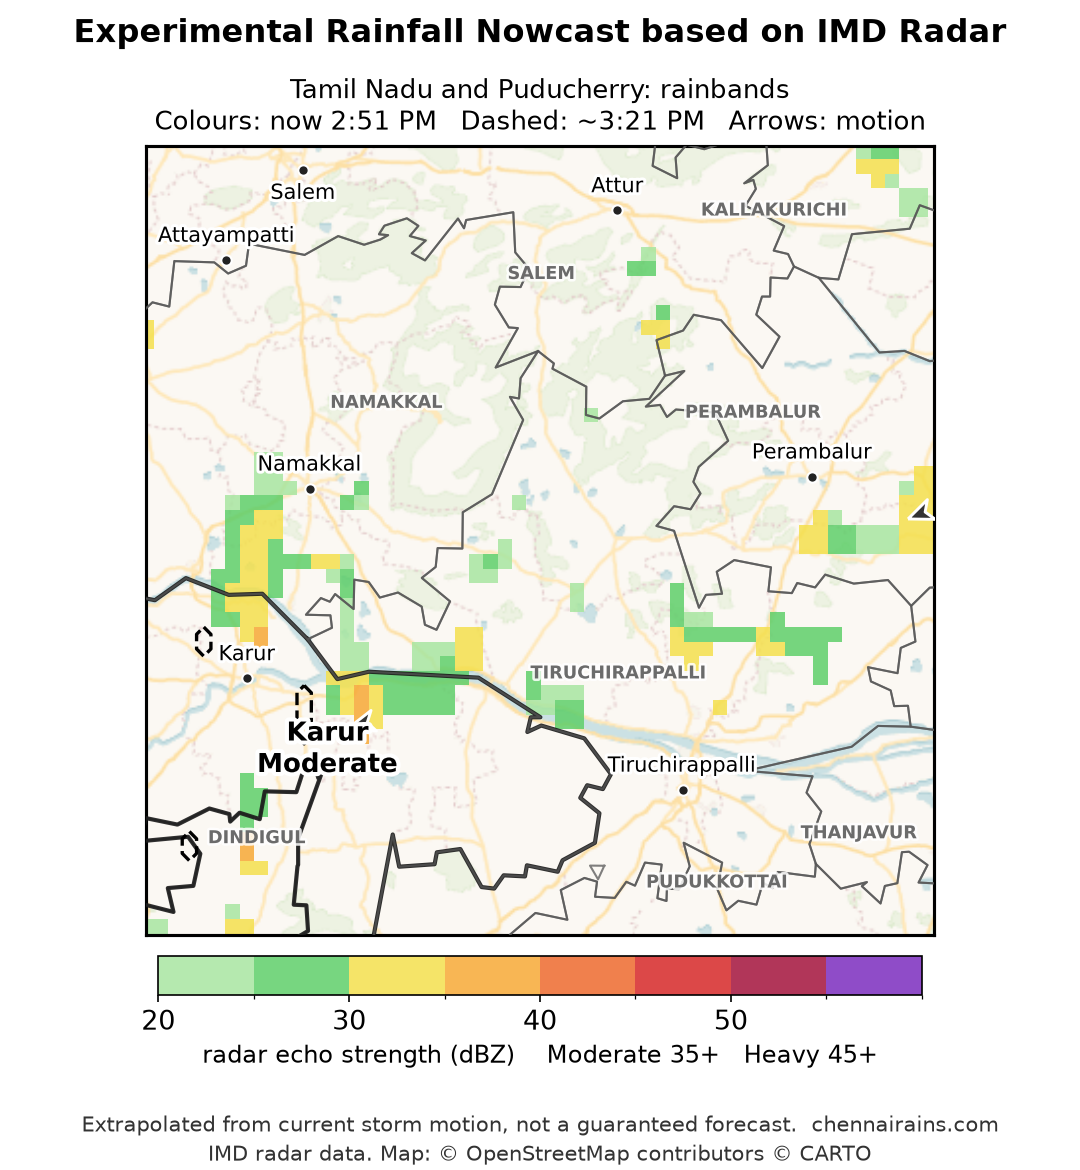 Experimental Rainfall Nowcast based on IMD Radar
Tamil Nadu and Puducherry: rainbands
Colours: now 2:51 PM   Dashed: ~3:21 PM   Arrows: motion
Salem
Attur
KALLAKURICHI
Attayampatti
SALEM
NAMAKKAL
PERAMBALUR
Perambalur
Namakkal
Karur
TIRUCHIRAPPALLI
Karur
Moderate
Tiruchirappalli
DINDIGUL
THANJAVUR
PUDUKKOTTAI
20 30 40 50
radar echo strength (dBZ)   Moderate 35+   Heavy 45+
Extrapolated from current storm motion, not a guaranteed forecast.  chennairains.com
IMD radar data. Map: © OpenStreetMap contributors © CARTO